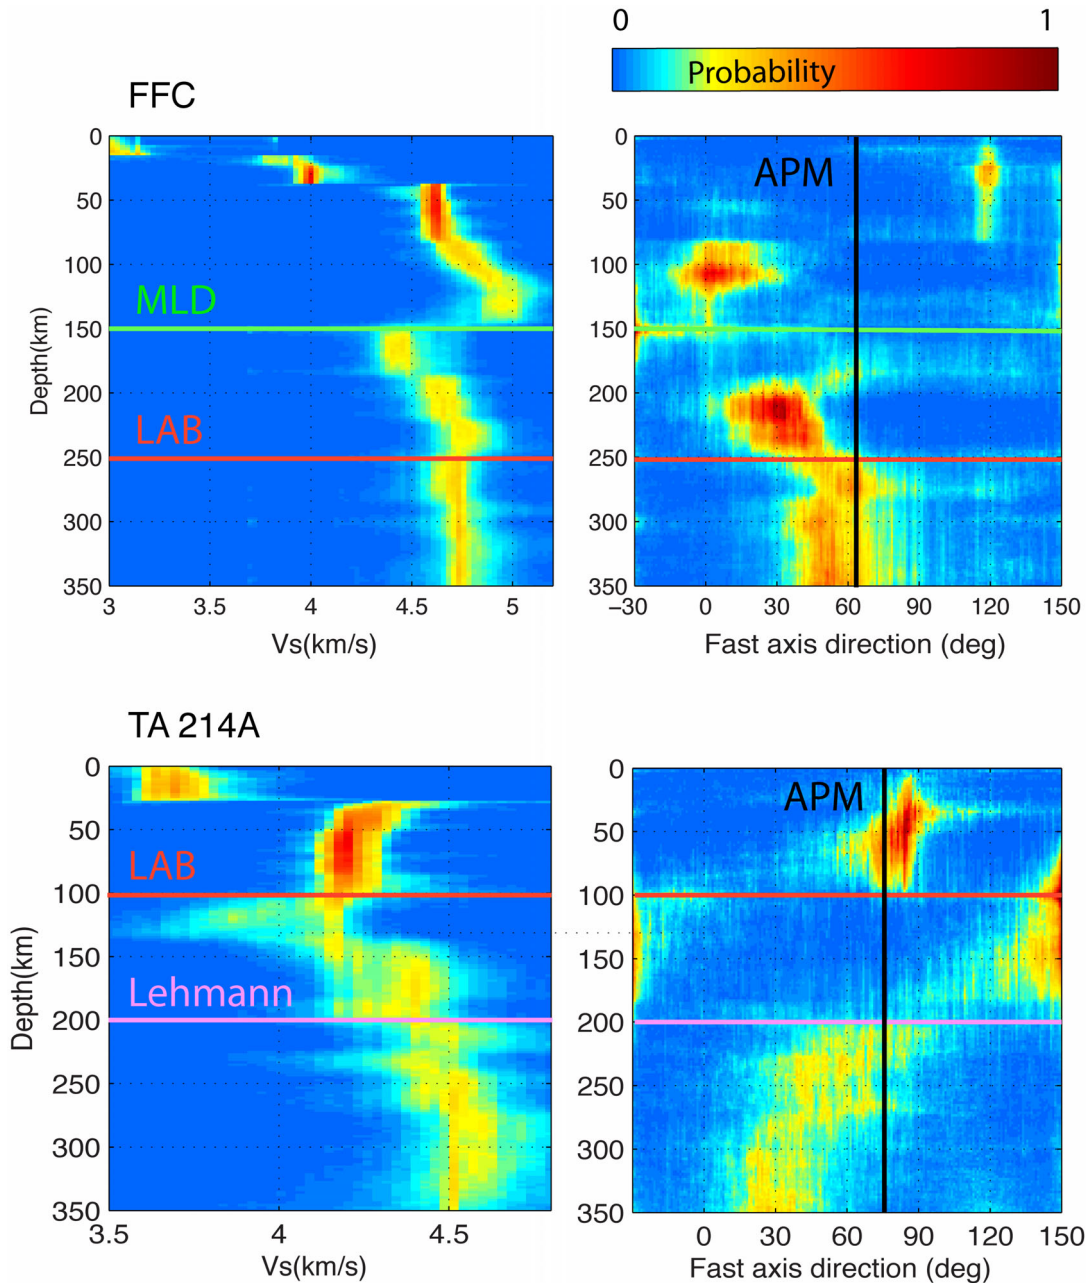 0 1
Probability
FFC
0
50
100
150
200
250
300
350
Depth(km)
MLD
LAB
3 3.5 4 4.5 5
Vs(km/s)
0
50
100
150
200
250
300
350
APM
−30 0 30 60 90 120 150
Fast axis direction (deg)
TA 214A
0
50
100
150
200
250
300
350
Depth(km)
LAB
Lehmann
3.5 4 4.5
Vs(km/s)
0
50
100
150
200
250
300
350
APM
0 30 60 90 120 150
Fast axis direction (deg)